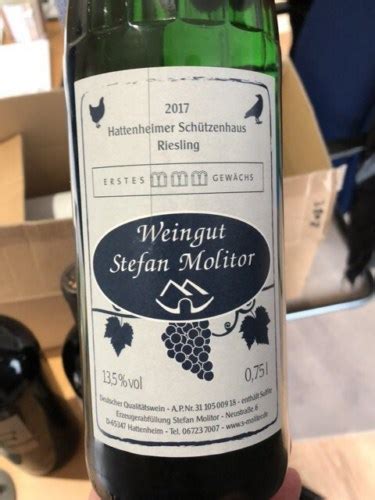 2017
Hattenheimer Schützenhaus
Riesling
ERSTES GEWÄCHS
Weingut
Stefan Molitor
13,5% vol 0,75 l
Deutscher Qualitätswein - A.P.Nr. 31 105 009 18 - enthält Sulfite
Erzeugerabfüllung Stefan Molitor - Neustraße. 6
D-65347 Hattenheim - Tel. 06723 7007 - www.s-molitor.de